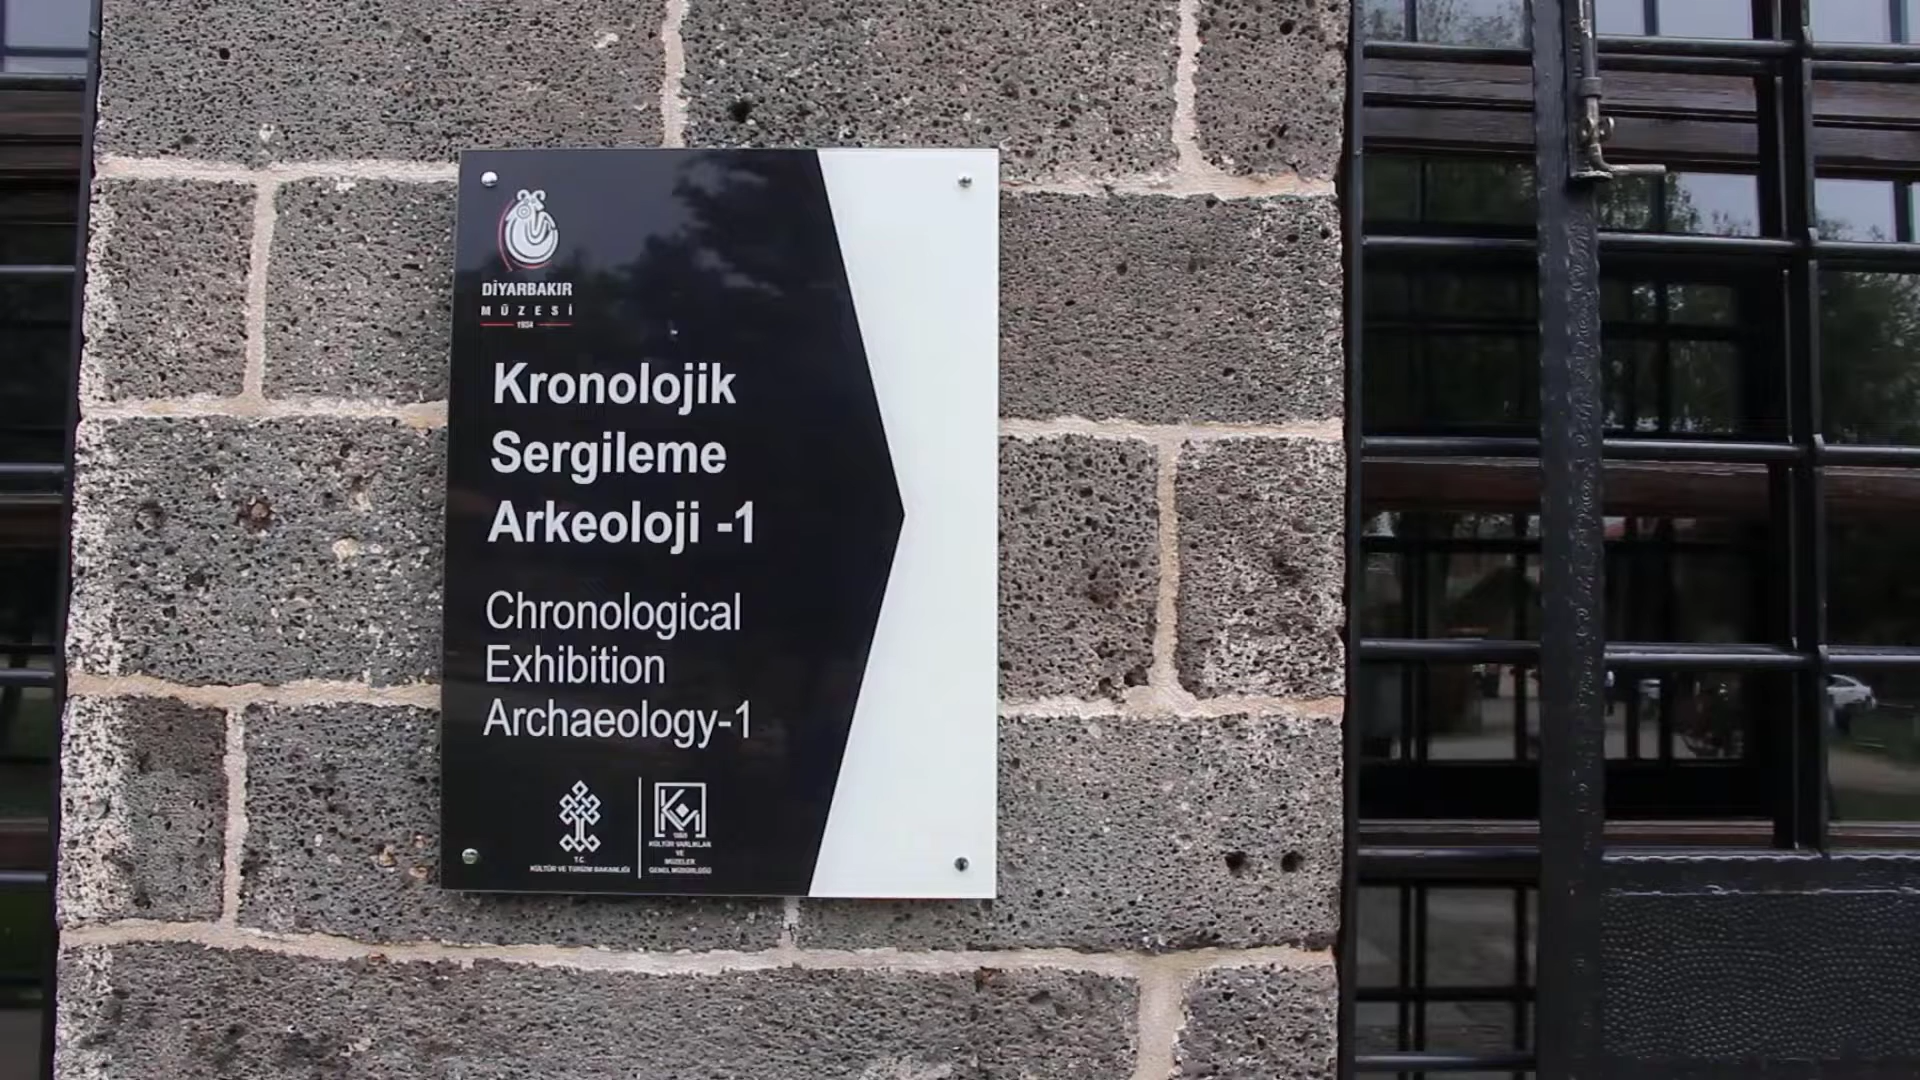 DİYARBAKIR
MÜZESİ
1934
Kronolojik
Sergileme
Arkeoloji -1
Chronological
Exhibition
Archaeology-1
T.C.
KÜLTÜR VE TURİZM BAKANLIĞI
KÜLTÜR VARLIKLARI
VE
MÜZELER
GENEL MÜDÜRLÜĞÜ